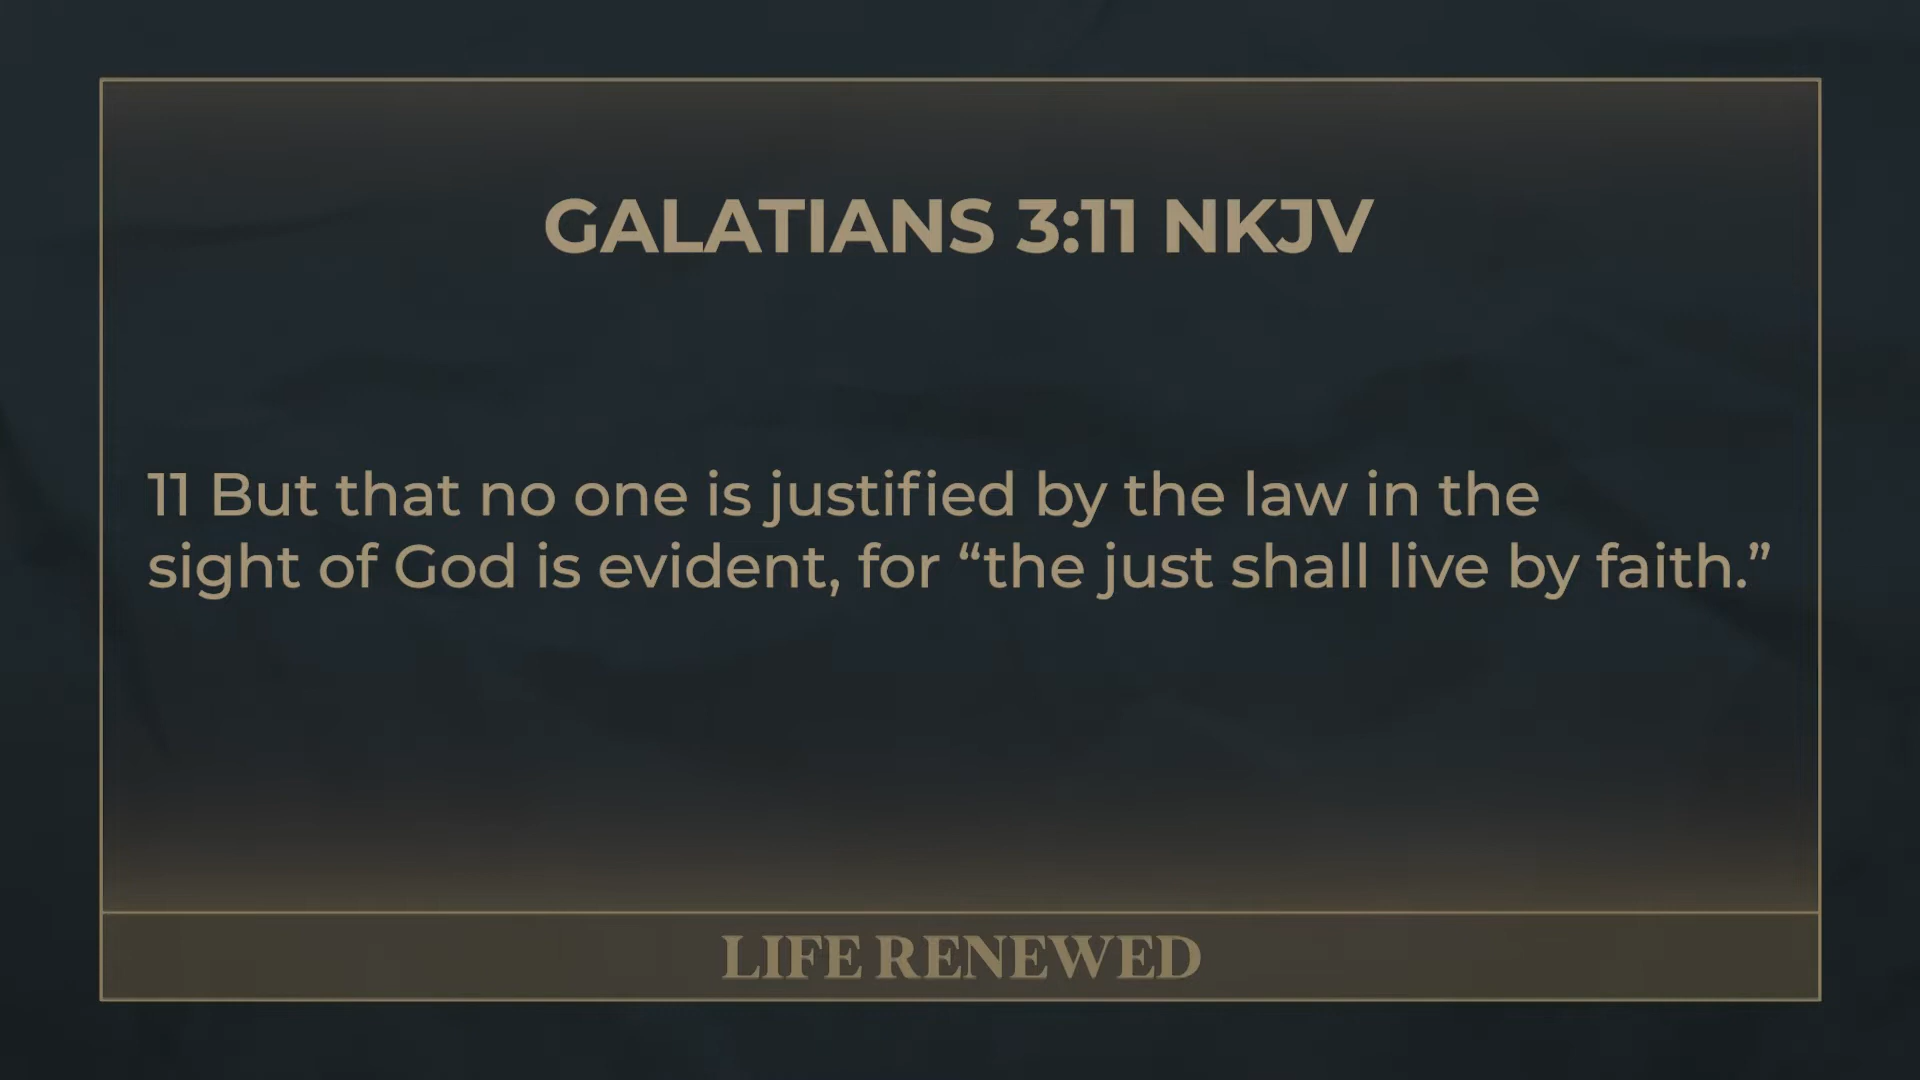 GALATIANS 3:11 NKJV
11 But that no one is justified by the law in the
sight of God is evident, for “the just shall live by faith.”
LIFE RENEWED